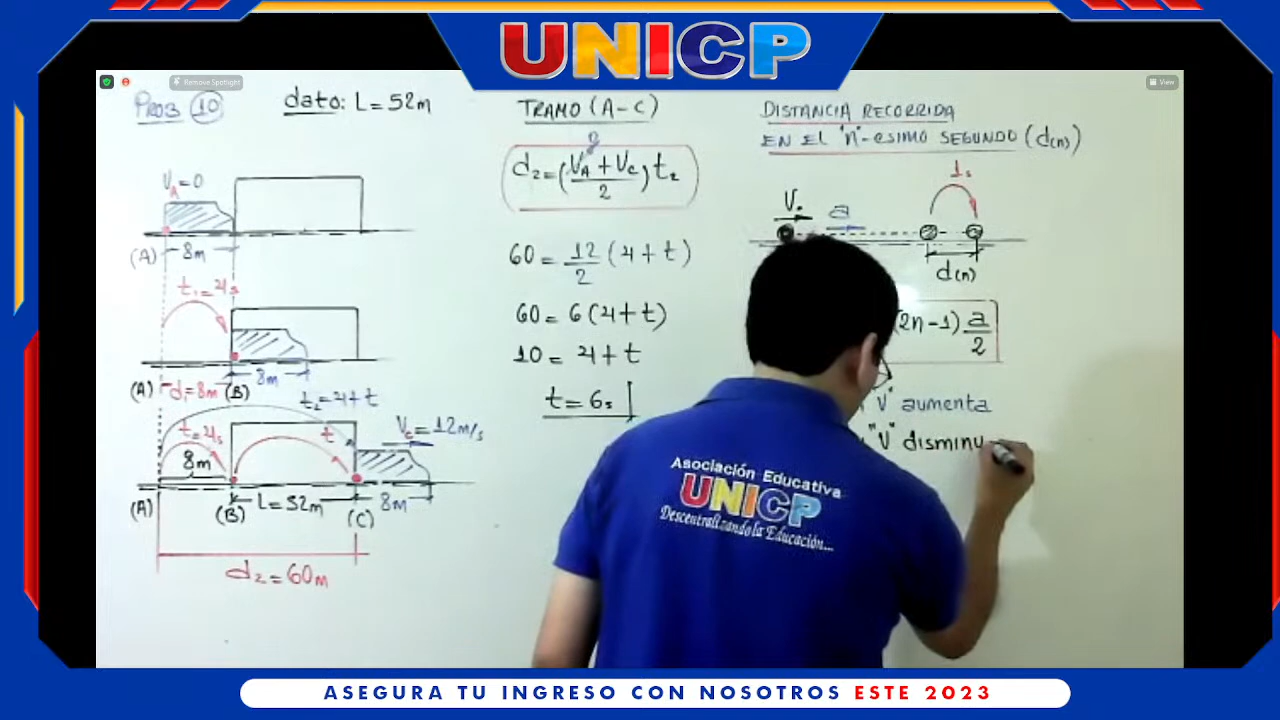 UNICP
Remove Spotlight
View
PROB 10
dato: L = 52m
V_A = 0
(A)
8m
t₁ = 4s
(A)
d₁ = 8m
(B)
8m
t₂ = 4 + t
t = 4s
8m
t
V_C = 12m/s
(A)
(B)
L = 52m
(C)
8m
d₂ = 60m
TRAMO (A-C)
d₂ = (V_A + V_C / 2) t₂
60 = 12/2 (4 + t)
60 = 6 (4 + t)
10 = 4 + t
t = 6s
DISTANCIA RECORRIDA
EN EL "n"-ESIMO SEGUNDO (d(n))
1s
V₀
a
d(n)
(2n - 1) a/2
"V" aumenta
"V" disminu
Asociación Educativa
UNICP
Descentralizando la Educación...
ASEGURA TU INGRESO CON NOSOTROS ESTE 2023